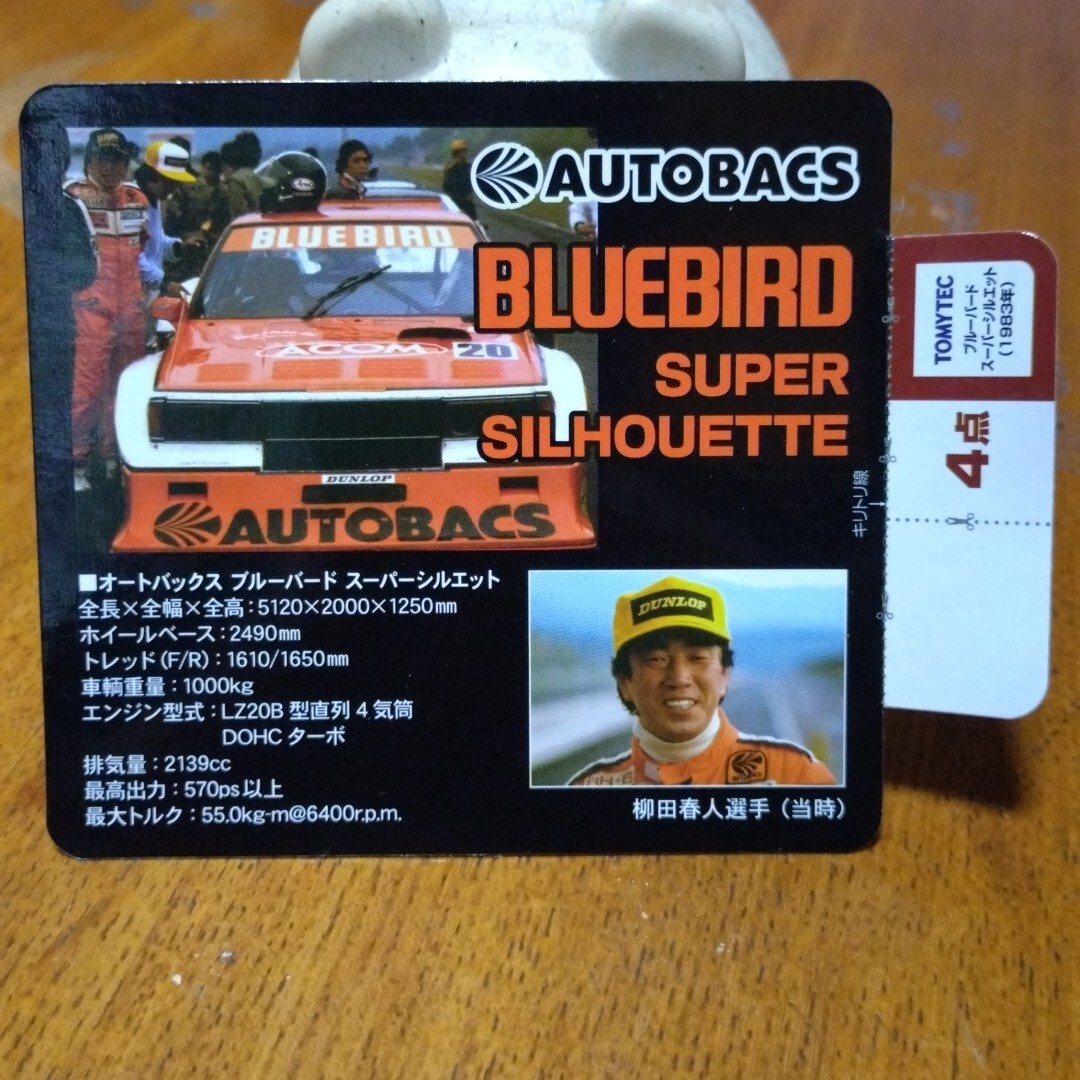 AUTOBACS
BLUEBIRD
SUPER
SILHOUETTE
BLUEBIRD
ACOM 20
DUNLOP
AUTOBACS
■オートバックス ブルーバード スーパーシルエット
全長×全幅×全高：5120×2000×1250㎜
ホイールベース：2490㎜
トレッド(F/R)：1610/1650㎜
車輌重量：1000kg
エンジン型式：LZ20B 型直列 4 気筒
DOHC ターボ
排気量：2139cc
最高出力：570ps 以上
最大トルク：55.0kg-m@6400r.p.m.
DUNLOP
柳田春人選手（当時）
キリトリ線
TOMYTEC
ブルーバード
スーパーシルエット
（1983年）
4点